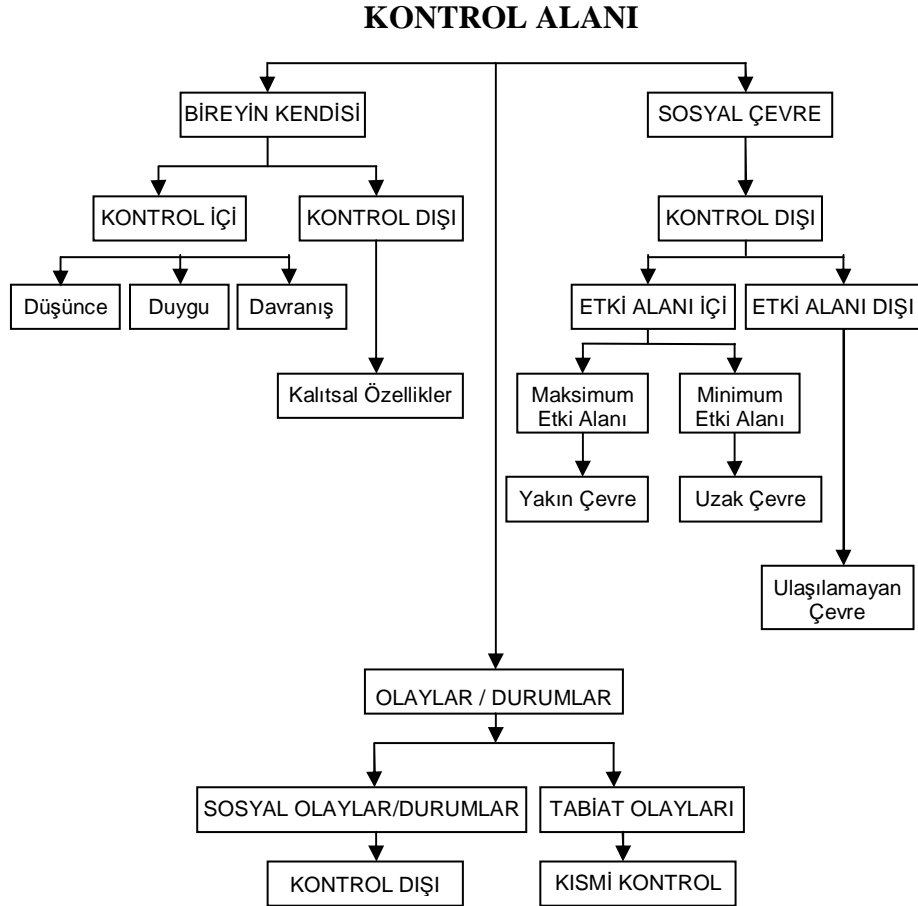 KONTROL ALANI
BİREYİN KENDİSİ
SOSYAL ÇEVRE
KONTROL İÇİ
KONTROL DIŞI
KONTROL DIŞI
Düşünce
Duygu
Davranış
ETKİ ALANI İÇİ
ETKİ ALANI DIŞI
Kalıtsal Özellikler
Maksimum
Etki Alanı
Minimum
Etki Alanı
Yakın Çevre
Uzak Çevre
Ulaşılamayan
Çevre
OLAYLAR / DURUMLAR
SOSYAL OLAYLAR/DURUMLAR
TABİAT OLAYLARI
KONTROL DIŞI
KISMİ KONTROL